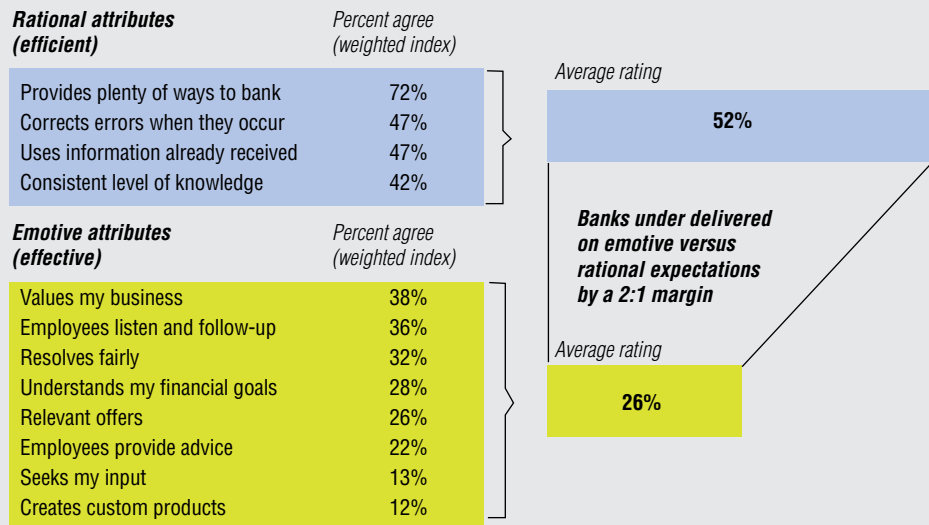 Rational attributes Percent agree
(efficient) (weighted index)
Provides plenty of ways to bank 72%
Corrects errors when they occur 47%
Uses information already received 47%
Consistent level of knowledge 42%
Average rating
52%
Emotive attributes Percent agree
(effective) (weighted index)
Values my business 38%
Employees listen and follow-up 36%
Resolves fairly 32%
Understands my financial goals 28%
Relevant offers 26%
Employees provide advice 22%
Seeks my input 13%
Creates custom products 12%
Banks under delivered
on emotive versus
rational expectations
by a 2:1 margin
Average rating
26%